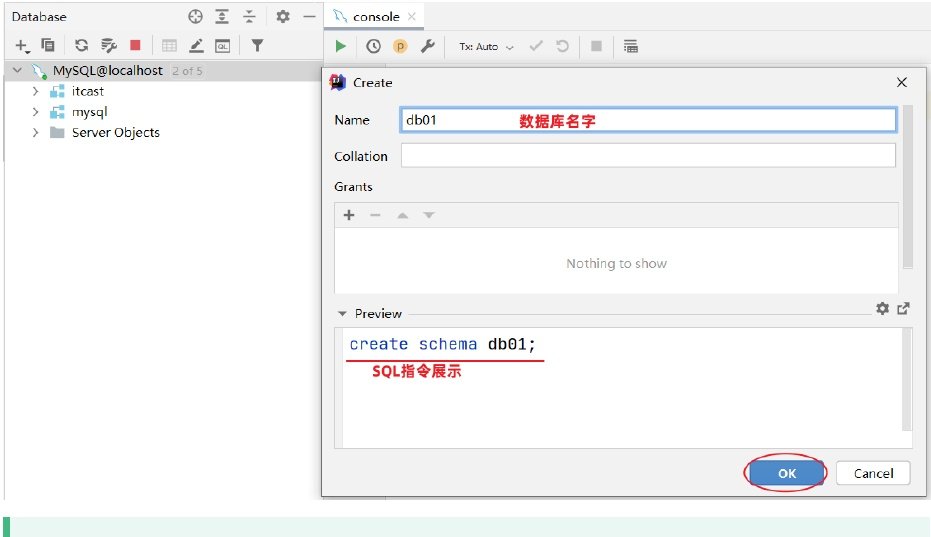 Database
console
Tx: Auto
MySQL@localhost 2 of 5
itcast
mysql
Server Objects
Create
Name db01 数据库名字
Collation
Grants
Nothing to show
Preview
create schema db01;
SQL指令展示
OK Cancel